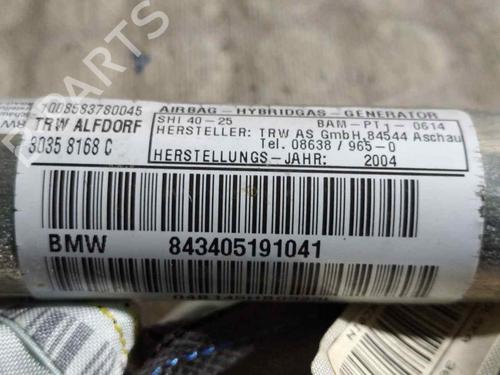 1008583780045
TRW ALFDORF
3035 8168 C
AIRBAG - HYBRIDGAS - GENERATOR
SHI 40-25 BAM-PT1-0614
HERSTELLER: TRW AS GmbH, 84544 Aschau
Tel. 08638 / 965-0
HERSTELLUNGS-JAHR: 2004
BMW 843405191041